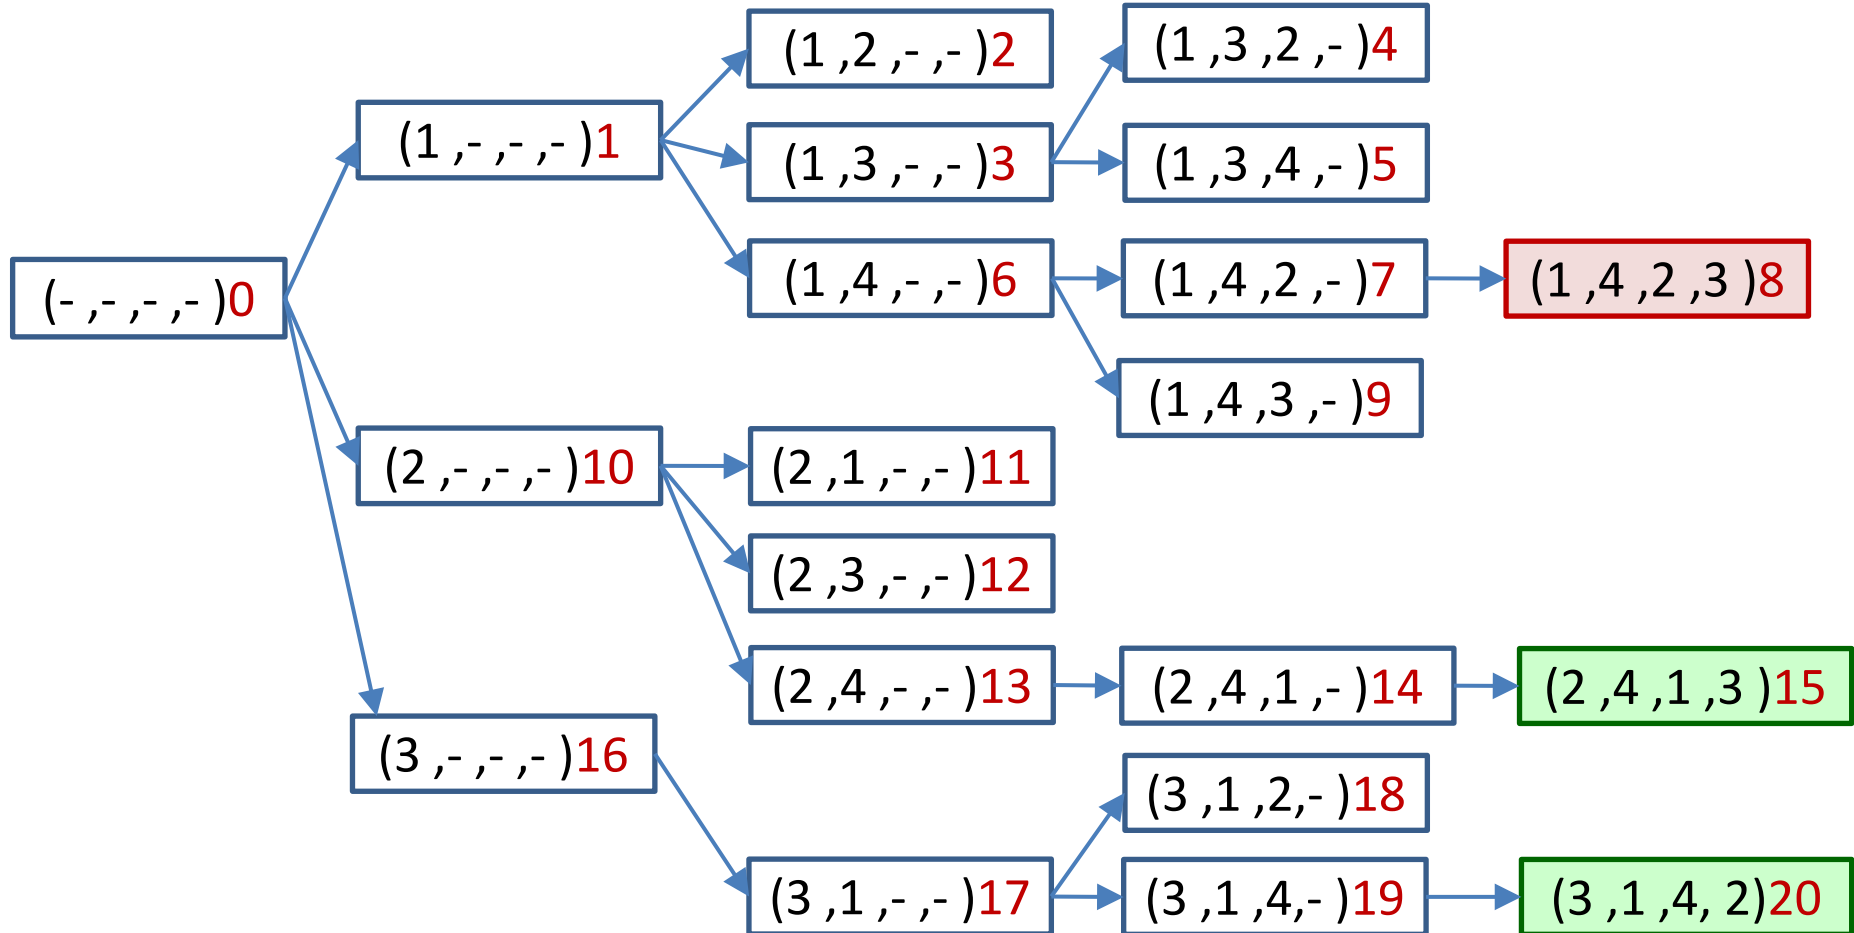 (- ,- ,- ,- )0
(1 ,- ,- ,- )1
(1 ,2 ,- ,- )2
(1 ,3 ,- ,- )3
(1 ,3 ,2 ,- )4
(1 ,3 ,4 ,- )5
(1 ,4 ,- ,- )6
(1 ,4 ,2 ,- )7
(1 ,4 ,2 ,3 )8
(1 ,4 ,3 ,- )9
(2 ,- ,- ,- )10
(2 ,1 ,- ,- )11
(2 ,3 ,- ,- )12
(2 ,4 ,- ,- )13
(2 ,4 ,1 ,- )14
(2 ,4 ,1 ,3 )15
(3 ,- ,- ,- )16
(3 ,1 ,- ,- )17
(3 ,1 ,2,- )18
(3 ,1 ,4,- )19
(3 ,1 ,4, 2)20